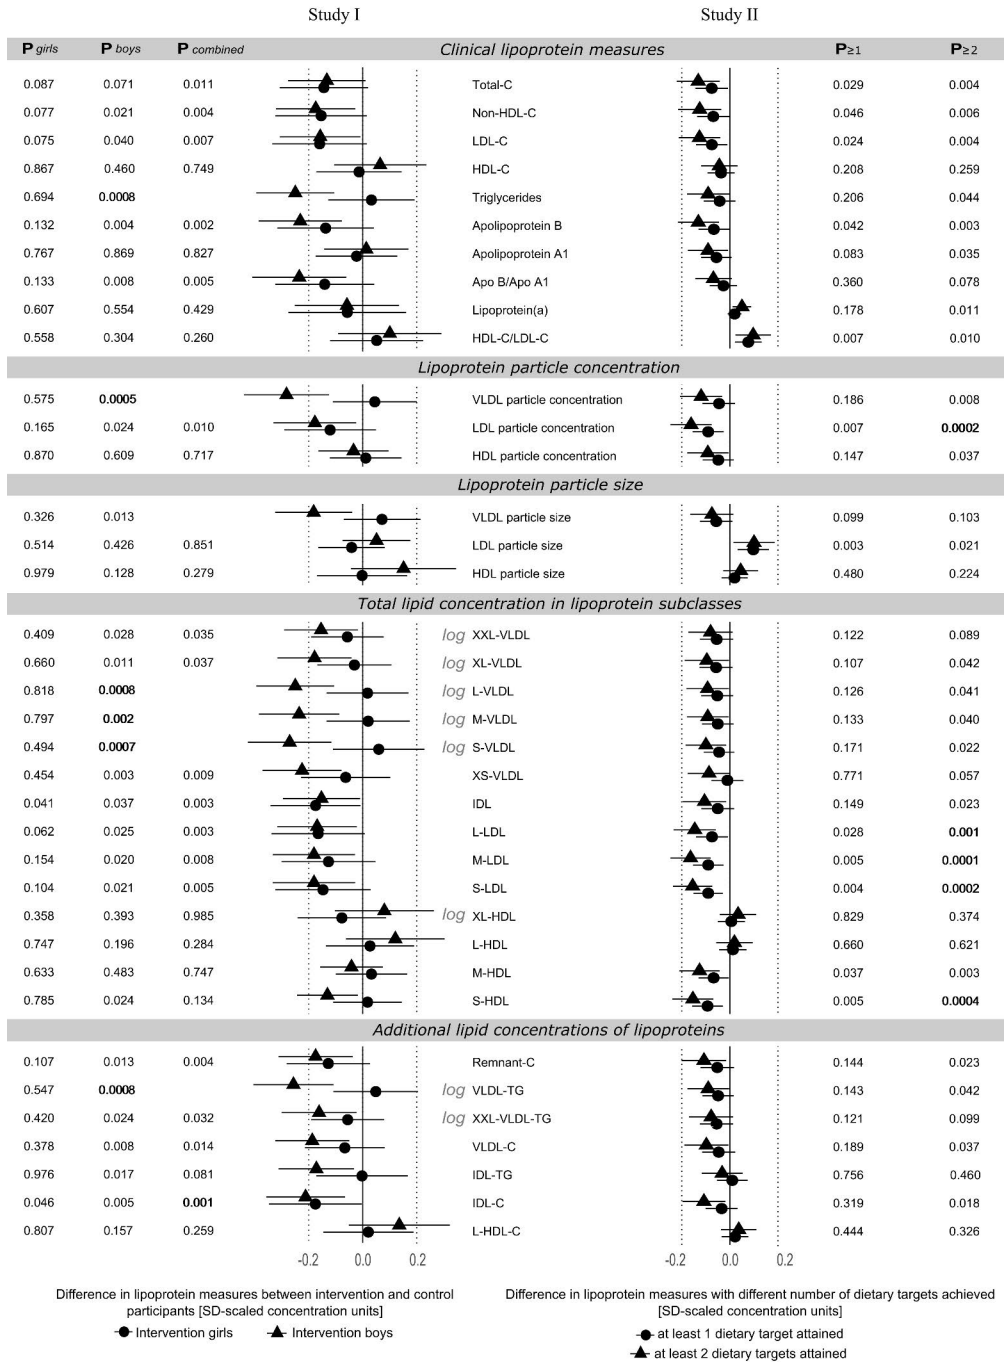 Study I Study II
P girls P boys P combined Clinical lipoprotein measures P≥1 P≥2
0.087 0.071 0.011 Total-C 0.029 0.004
0.077 0.021 0.004 Non-HDL-C 0.046 0.006
0.075 0.040 0.007 LDL-C 0.024 0.004
0.867 0.460 0.749 HDL-C 0.208 0.259
0.694 0.0008 Triglycerides 0.206 0.044
0.132 0.004 0.002 Apolipoprotein B 0.042 0.003
0.767 0.869 0.827 Apolipoprotein A1 0.083 0.035
0.133 0.008 0.005 Apo B/Apo A1 0.360 0.078
0.607 0.554 0.429 Lipoprotein(a) 0.178 0.011
0.558 0.304 0.260 HDL-C/LDL-C 0.007 0.010
Lipoprotein particle concentration
0.575 0.0005 VLDL particle concentration 0.186 0.008
0.165 0.024 0.010 LDL particle concentration 0.007 0.0002
0.870 0.609 0.717 HDL particle concentration 0.147 0.037
Lipoprotein particle size
0.326 0.013 VLDL particle size 0.099 0.103
0.514 0.426 0.851 LDL particle size 0.003 0.021
0.979 0.128 0.279 HDL particle size 0.480 0.224
Total lipid concentration in lipoprotein subclasses
0.409 0.028 0.035 log XXL-VLDL 0.122 0.089
0.660 0.011 0.037 log XL-VLDL 0.107 0.042
0.818 0.0008 log L-VLDL 0.126 0.041
0.797 0.002 log M-VLDL 0.133 0.040
0.494 0.0007 log S-VLDL 0.171 0.022
0.454 0.003 0.009 XS-VLDL 0.771 0.057
0.041 0.037 0.003 IDL 0.149 0.023
0.062 0.025 0.003 L-LDL 0.028 0.001
0.154 0.020 0.008 M-LDL 0.005 0.0001
0.104 0.021 0.005 S-LDL 0.004 0.0002
0.358 0.393 0.985 log XL-HDL 0.829 0.374
0.747 0.196 0.284 L-HDL 0.660 0.621
0.633 0.483 0.747 M-HDL 0.037 0.003
0.785 0.024 0.134 S-HDL 0.005 0.0004
Additional lipid concentrations of lipoproteins
0.107 0.013 0.004 Remnant-C 0.144 0.023
0.547 0.0008 log VLDL-TG 0.143 0.042
0.420 0.024 0.032 log XXL-VLDL-TG 0.121 0.099
0.378 0.008 0.014 VLDL-C 0.189 0.037
0.976 0.017 0.081 IDL-TG 0.756 0.460
0.046 0.005 0.001 IDL-C 0.319 0.018
0.807 0.157 0.259 L-HDL-C 0.444 0.326
-0.2 0.0 0.2 -0.2 0.0 0.2
Difference in lipoprotein measures between intervention and control
participants [SD-scaled concentration units]
Intervention girls Intervention boys
Difference in lipoprotein measures with different number of dietary targets achieved
[SD-scaled concentration units]
at least 1 dietary target attained
at least 2 dietary targets attained